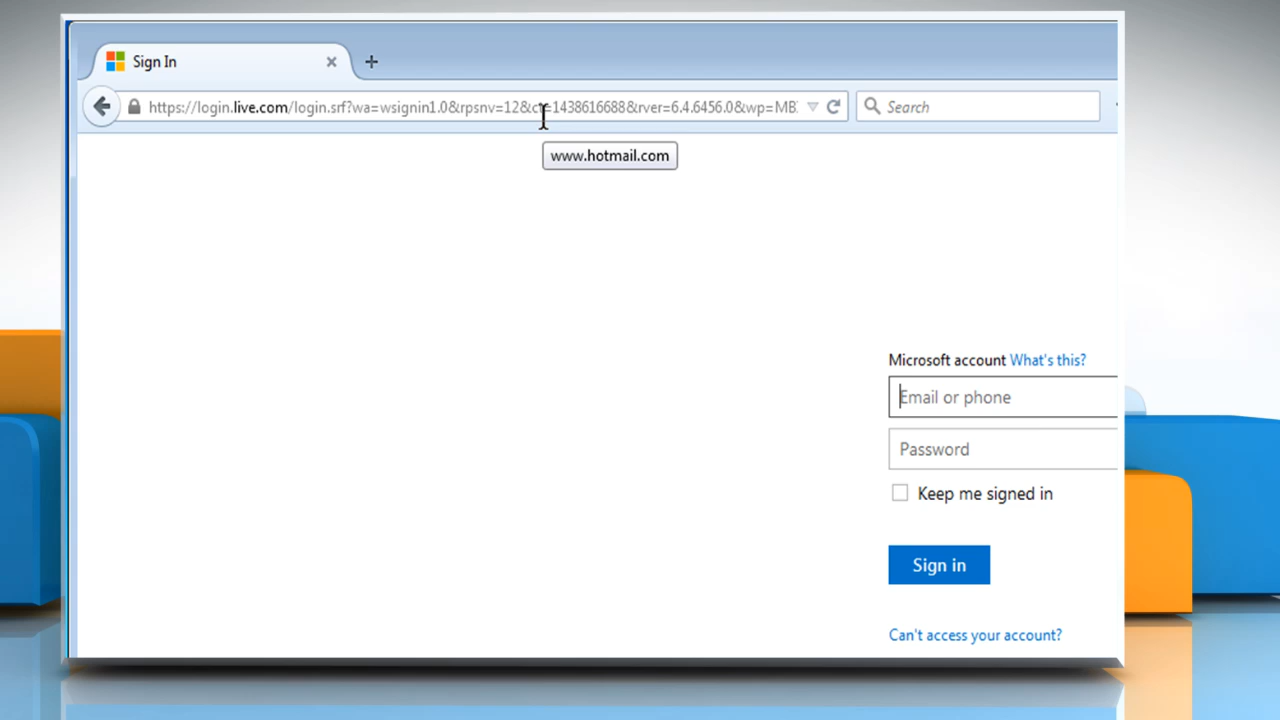 Sign In
https://login.live.com/login.srf?wa=wsignin1.0&rpsnv=12&ct=1438616688&rver=6.4.6456.0&wp=MB
Search
www.hotmail.com
Microsoft account What's this?
Email or phone
Password
Keep me signed in
Sign in
Can't access your account?